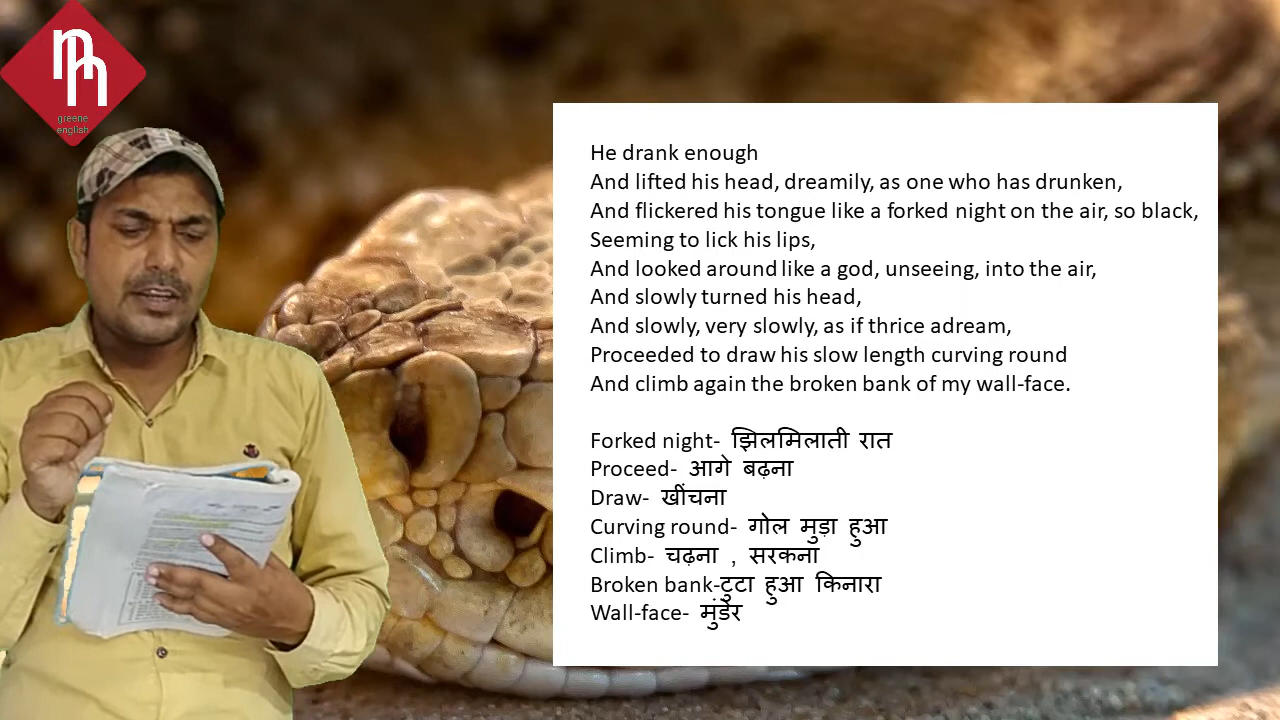 greene
english
He drank enough
And lifted his head, dreamily, as one who has drunken,
And flickered his tongue like a forked night on the air, so black,
Seeming to lick his lips,
And looked around like a god, unseeing, into the air,
And slowly turned his head,
And slowly, very slowly, as if thrice adream,
Proceeded to draw his slow length curving round
And climb again the broken bank of my wall-face.
Forked night- झिलमिलाती रात
Proceed- आगे बढ़ना
Draw- खींचना
Curving round- गोल मुड़ा हुआ
Climb- चढ़ना , सरकना
Broken bank-टुटा हुआ किनारा
Wall-face- मुंडेर